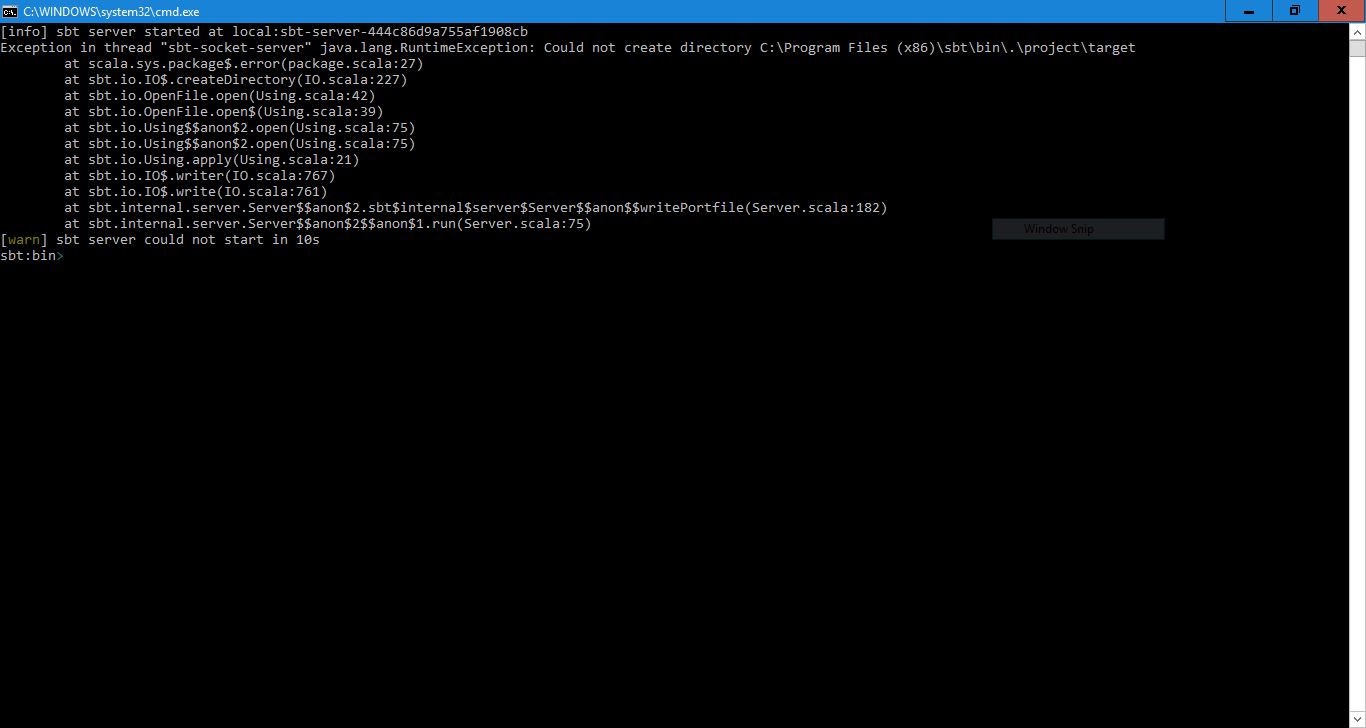 C:\WINDOWS\system32\cmd.exe
[info] sbt server started at local:sbt-server-444c86d9a755af1908cb
Exception in thread "sbt-socket-server" java.lang.RuntimeException: Could not create directory C:\Program Files (x86)\sbt\bin\.\project\target
        at scala.sys.package$.error(package.scala:27)
        at sbt.io.IO$.createDirectory(IO.scala:227)
        at sbt.io.OpenFile.open(Using.scala:42)
        at sbt.io.OpenFile.open$(Using.scala:39)
        at sbt.io.Using$$anon$2.open(Using.scala:75)
        at sbt.io.Using$$anon$2.open(Using.scala:75)
        at sbt.io.Using.apply(Using.scala:21)
        at sbt.io.IO$.writer(IO.scala:767)
        at sbt.io.IO$.write(IO.scala:761)
        at sbt.internal.server.Server$$anon$2.sbt$internal$server$Server$$anon$$writePortfile(Server.scala:182)
        at sbt.internal.server.Server$$anon$2$$anon$1.run(Server.scala:75)
Window Snip
[warn] sbt server could not start in 10s
sbt:bin>